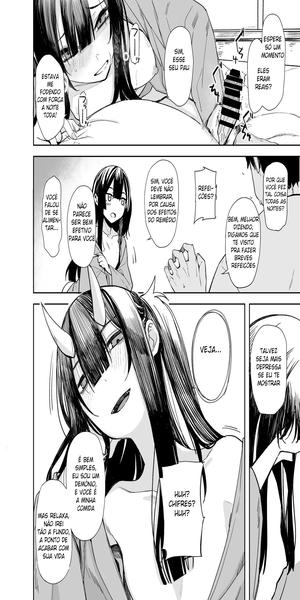 ESPERE
SÓ UM
MOMENTO
ELES
ERAM
REAIS?
SIM,
ESSE
SEU
PAU
ESTAVA
ME
FODENDO
COM FORÇA
A NOITE
TODA!
POR QUE
VOCÊ FEZ
TAL COISA
TODAS AS
NOITES?
BEM, MELHOR
DIZENDO,
DIGAMOS QUE
TE VISITO
PRA FAZER
BREVES
REFEIÇÕES
REFEI-
ÇÕES?
SIM, VOCÊ
DEVE NÃO
LEMBRAR,
POR CAUSA
DOS EFEITOS
DO REMÉDIO
NÃO
PARECE
SER BEM
EFETIVO
PARA VOCÊ
VOCÊ
FALOU
DE SE
ALIMEN-
TAR...
TALVEZ
SEJA MAIS
DEPRESSA
SE EU TE
MOSTRAR
VEJA...
HUH?
CHIFRES?
HUH?
É BEM
SIMPLES,
EU SOU UM
DEMÔNIO,
E VOCÊ É
A MINHA
COMIDA
MAS RELAXA,
NÃO IREI
TÃO A FUNDO,
A PONTO DE
ACABAR COM
SUA VIDA